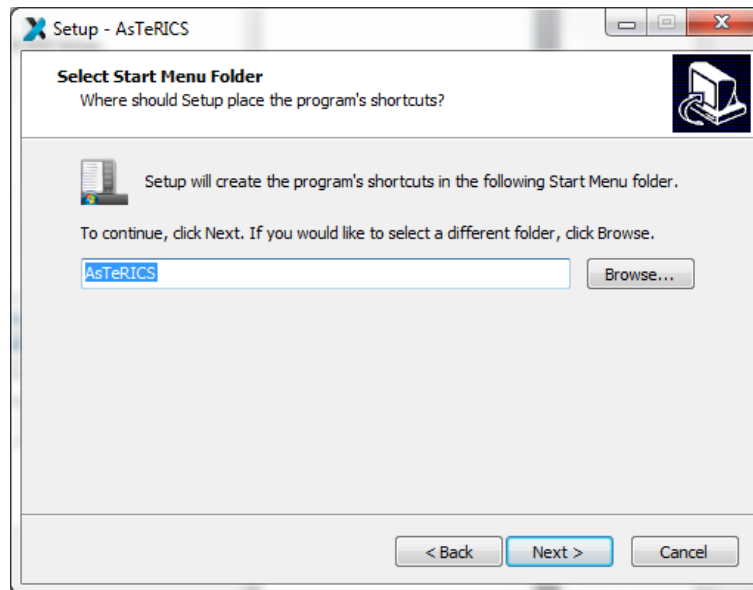 Setup - AsTeRICS
Select Start Menu Folder
Where should Setup place the program's shortcuts?
Setup will create the program's shortcuts in the following Start Menu folder.
To continue, click Next. If you would like to select a different folder, click Browse.
AsTeRICS
Browse...
< Back
Next >
Cancel